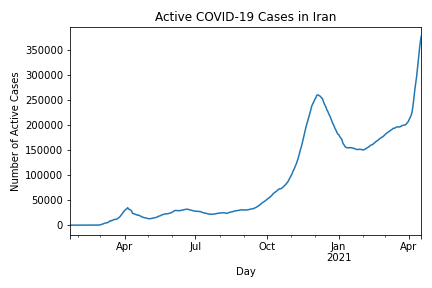 Active COVID-19 Cases in Iran
350000
300000
250000
200000
150000
100000
50000
0
Number of Active Cases
Apr
Jul
Oct
Jan
2021
Apr
Day